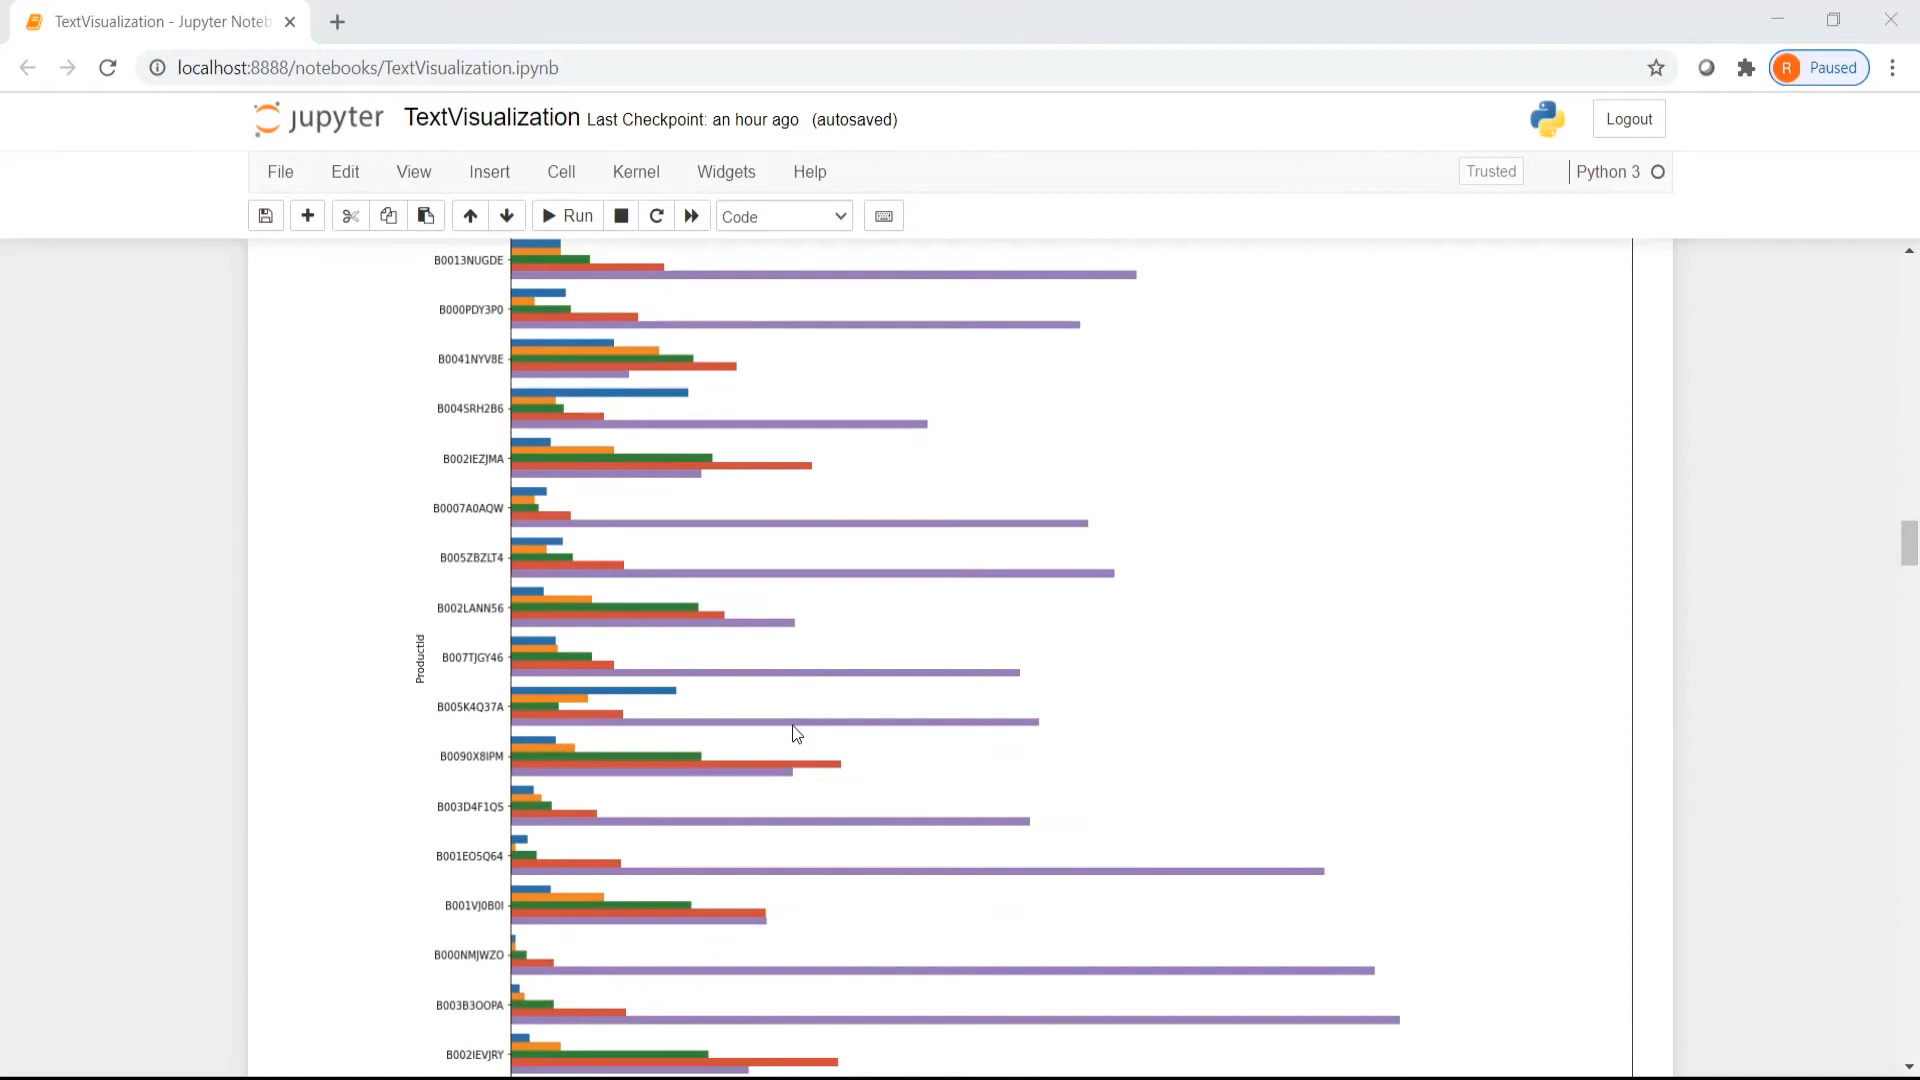 TextVisualization - Jupyter Noteb
localhost:8888/notebooks/TextVisualization.ipynb
R Paused
jupyter TextVisualization Last Checkpoint: an hour ago (autosaved)
Logout
File Edit View Insert Cell Kernel Widgets Help
Trusted
Python 3
Run
Code
B0013NUGDE
B000PDY3P0
B0041NYV8E
B004SRH2B6
B002IEZJMA
B0007A0AQW
B005ZBZLT4
B002LANN56
B007TJGY46
ProductId
B005K4Q37A
B0090X8IPM
B003D4F1QS
B001EO5Q64
B001VJ0B0I
B000NMJWZO
B003B3OOPA
B002IEVJRY